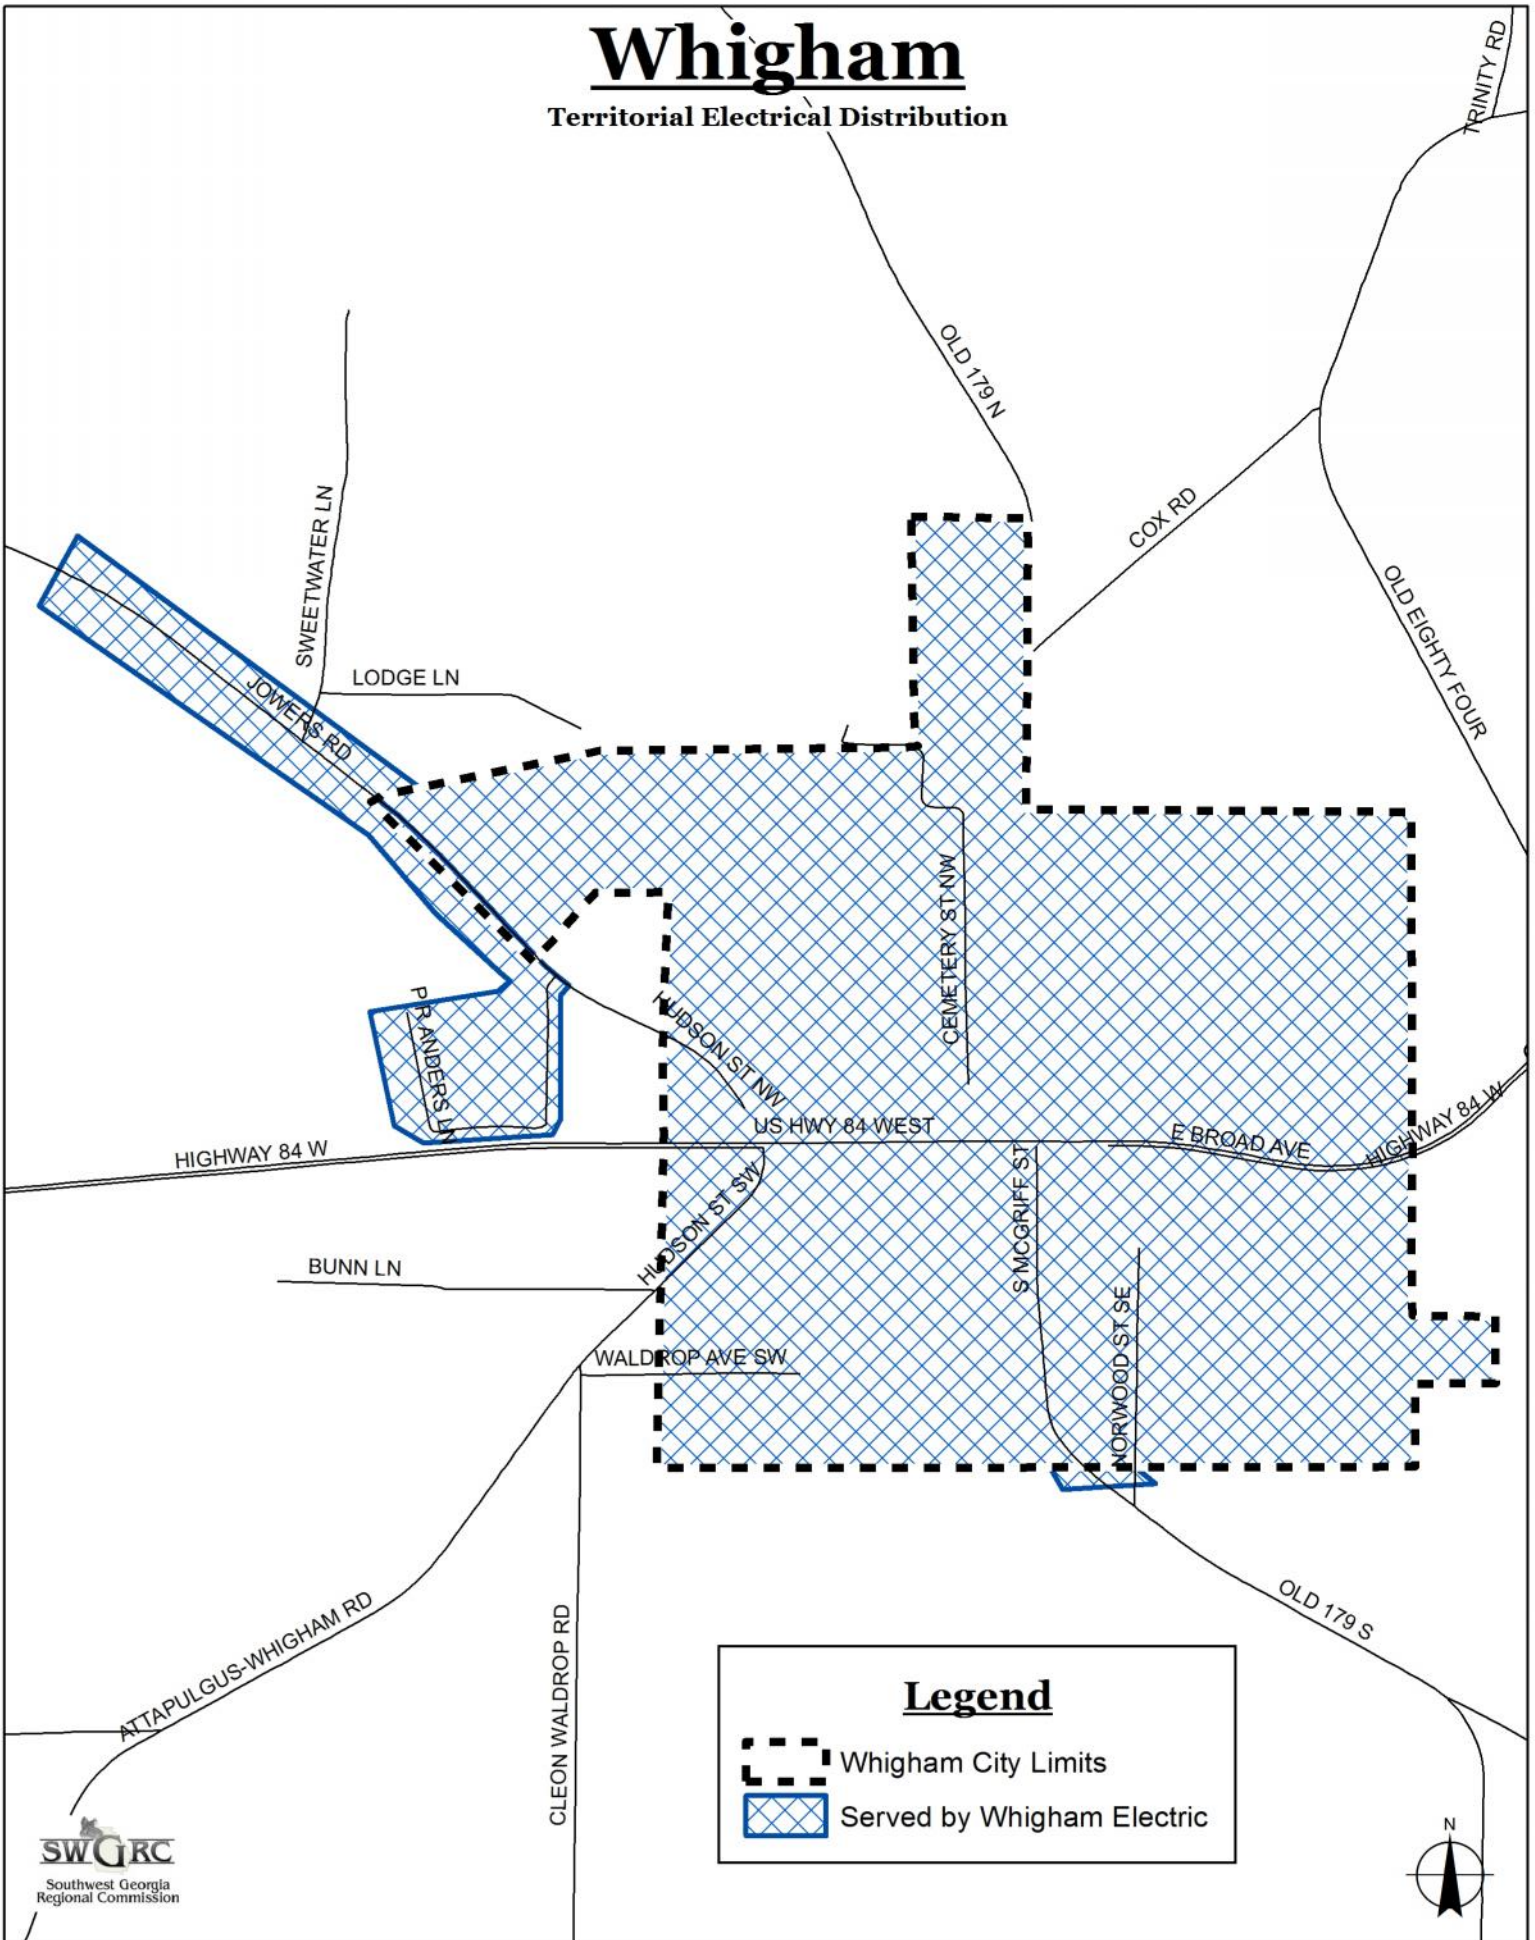 Whigham
Territorial Electrical Distribution
TRINITY RD
OLD 179 N
COX RD
SWEETWATER LN
OLD EIGHTY FOUR
LODGE LN
JOWERS RD
CEMETERY ST NW
P R ANDERS LN
HUDSON ST NW
US HWY 84 WEST
HIGHWAY 84 W
E BROAD AVE
HIGHWAY 84 W
HUDSON ST SW
S MCGRIFF ST
BUNN LN
NORWOOD ST SE
WALDROP AVE SW
OLD 179 S
ATTAPULGUS-WHIGHAM RD
CLEON WALDROP RD
Legend
Whigham City Limits
Served by Whigham Electric
SWGRC
Southwest Georgia
Regional Commission
N